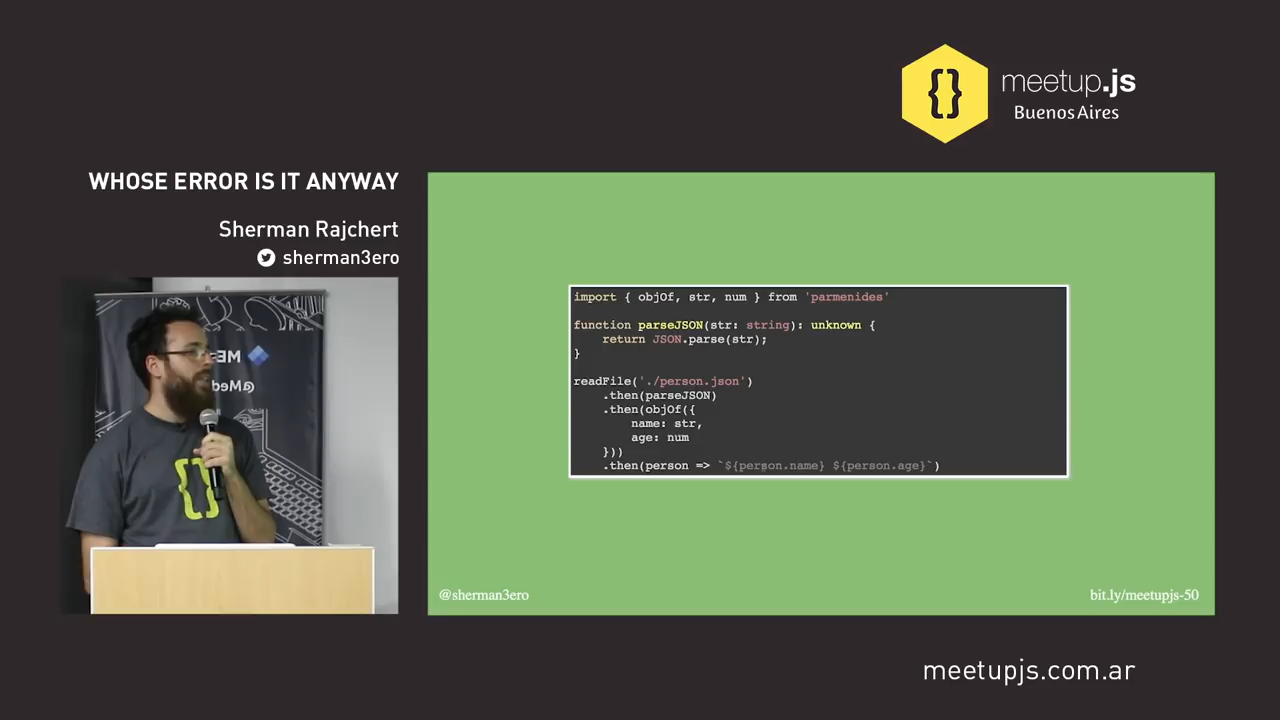 {} meetup.js
Buenos Aires
WHOSE ERROR IS IT ANYWAY
Sherman Rajchert
sherman3ero
{}
import { objOf, str, num } from 'parmenides'
function parseJSON(str: string): unknown {
    return JSON.parse(str);
}
readFile('./person.json')
    .then(parseJSON)
    .then(objOf({
        name: str,
        age: num
    }))
    .then(person => `${person.name} ${person.age}`)
@sherman3ero
bit.ly/meetupjs-50
meetupjs.com.ar